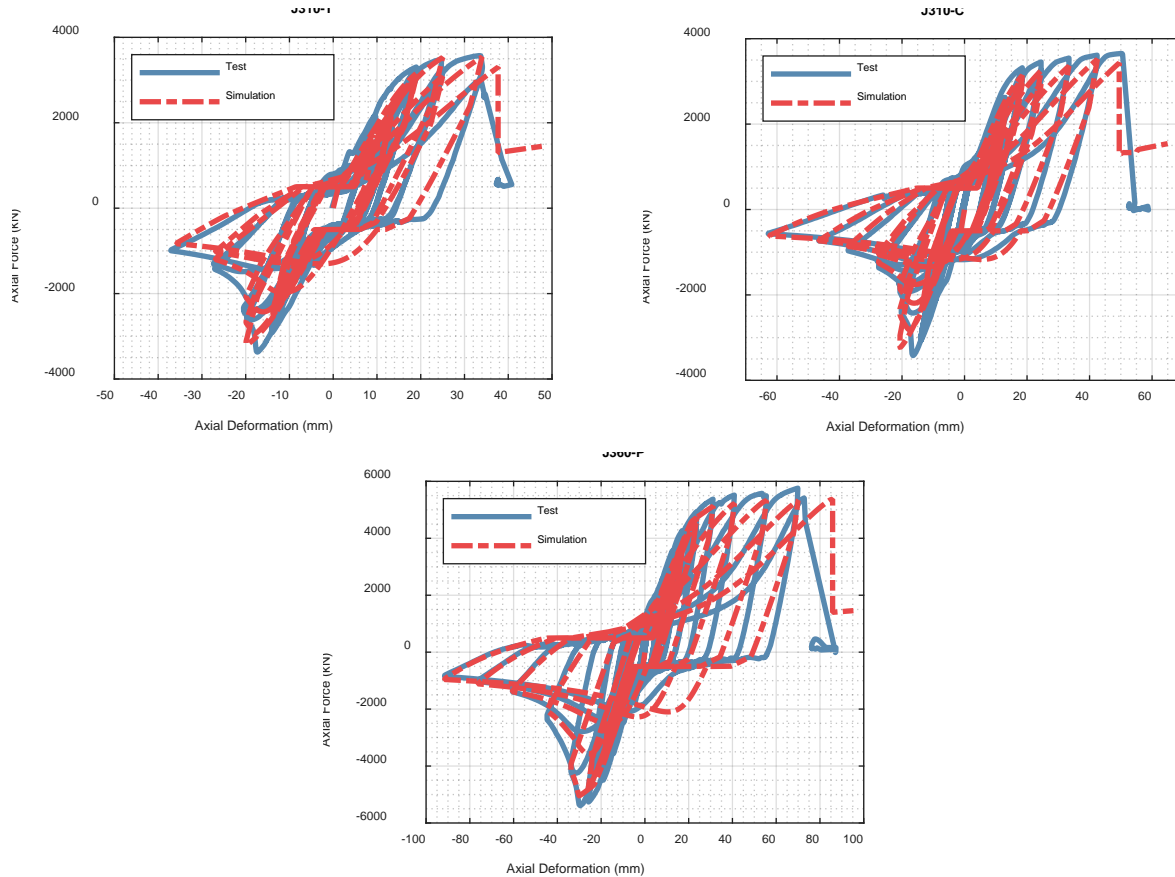 J310-T
4000
2000
0
-2000
-4000
Axial Force (kN)
Test
Simulation
-50 -40 -30 -20 -10 0 10 20 30 40 50
Axial Deformation (mm)
J310-C
4000
2000
0
-2000
-4000
Axial Force (kN)
Test
Simulation
-60 -40 -20 0 20 40 60
Axial Deformation (mm)
6000
4000
2000
0
-2000
-4000
-6000
Axial Force (kN)
Test
Simulation
-100 -80 -60 -40 -20 0 20 40 60 80 100
Axial Deformation (mm)